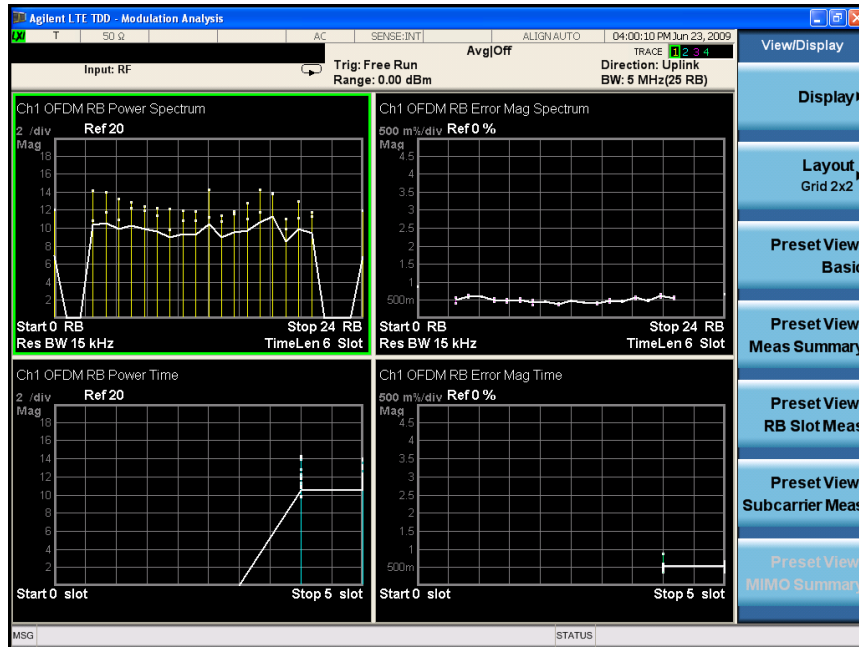 Agilent LTE TDD - Modulation Analysis
LXI T 50 Ω AC SENSE:INT ALIGN AUTO 04:00:10 PM Jun 23, 2009
Avg|Off TRACE 1 2 3 4
Input: RF Trig: Free Run Direction: Uplink
Range: 0.00 dBm BW: 5 MHz(25 RB)
View/Display
Display
Layout
Grid 2x2
Preset View
Basic
Preset View
Meas Summary
Preset View
RB Slot Meas
Preset View
Subcarrier Meas
Preset View
MIMO Summary
Ch1 OFDM RB Power Spectrum
2 /div Ref 20
Mag
18
16
14
12
10
8
6
4
2
Start 0 RB Stop 24 RB
Res BW 15 kHz TimeLen 6 Slot
Ch1 OFDM RB Error Mag Spectrum
500 m%/div Ref 0 %
Mag
4.5
4
3.5
3
2.5
2
1.5
1
500m
Start 0 RB Stop 24 RB
Res BW 15 kHz TimeLen 6 Slot
Ch1 OFDM RB Power Time
2 /div Ref 20
Mag
18
16
14
12
10
8
6
4
2
Start 0 slot Stop 5 slot
Ch1 OFDM RB Error Mag Time
500 m%/div Ref 0 %
Mag
4.5
4
3.5
3
2.5
2
1.5
1
500m
Start 0 slot Stop 5 slot
MSG STATUS